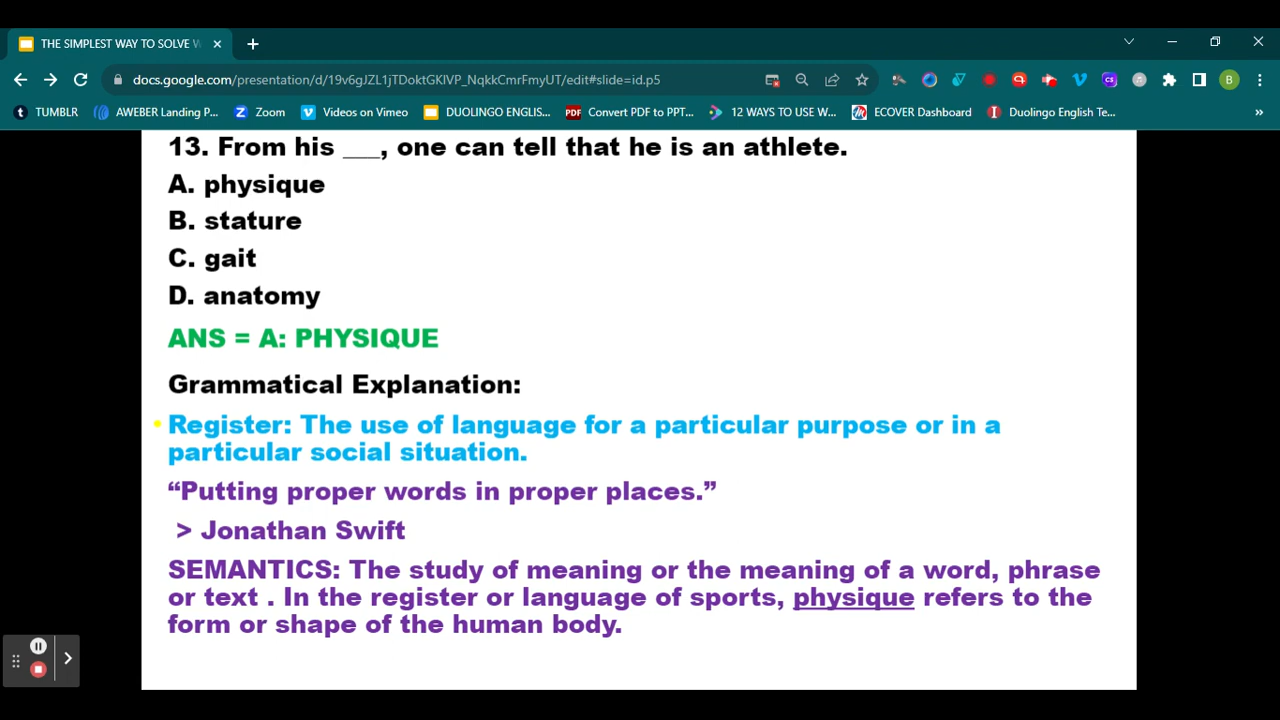 THE SIMPLEST WAY TO SOLVE W
docs.google.com/presentation/d/19v6gJZL1jTDoktGKlVP_NqkkCmrFmyUT/edit#slide=id.p5
B
TUMBLR
AWEBER Landing P...
Zoom
Videos on Vimeo
DUOLINGO ENGLIS...
PDF Convert PDF to PPT...
12 WAYS TO USE W...
ECOVER Dashboard
Duolingo English Te...
»
13. From his ___, one can tell that he is an athlete.
A. physique
B. stature
C. gait
D. anatomy
ANS = A: PHYSIQUE
Grammatical Explanation:
• Register: The use of language for a particular purpose or in a
particular social situation.
“Putting proper words in proper places.”
> Jonathan Swift
SEMANTICS: The study of meaning or the meaning of a word, phrase
or text . In the register or language of sports, physique refers to the
form or shape of the human body.